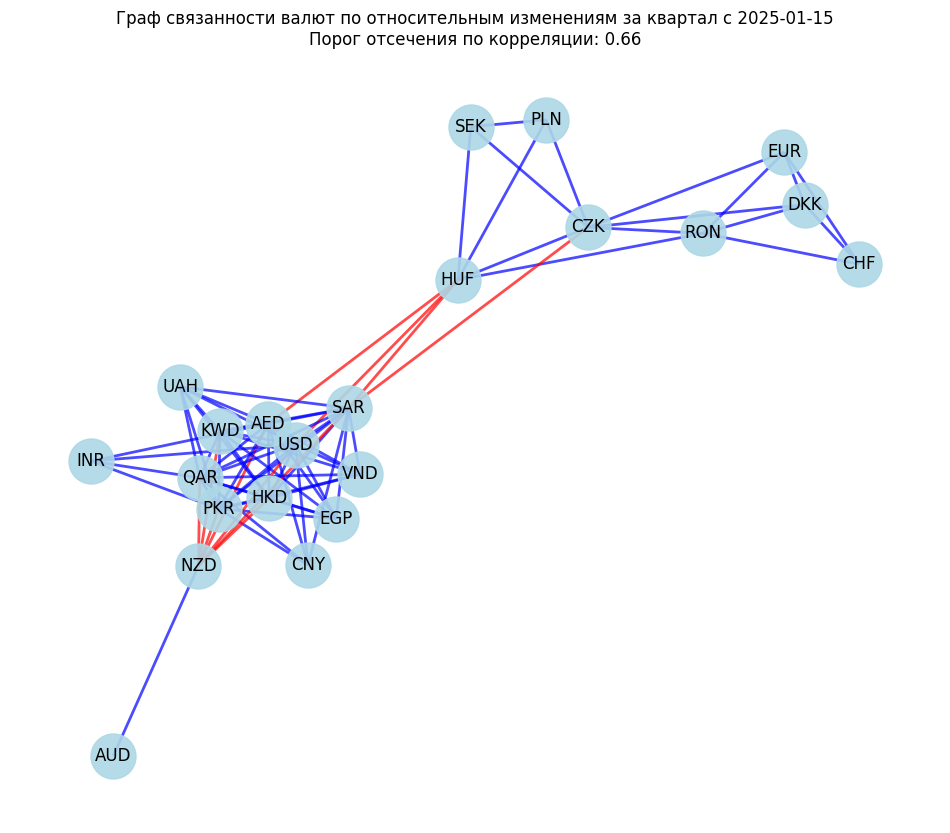 Граф связанности валют по относительным изменениям за квартал с 2025-01-15
Порог отсечения по корреляции: 0.66
SEK
PLN
EUR
DKK
CZK
RON
CHF
HUF
UAH
SAR
AED
KWD
USD
INR
QAR
VND
HKD
PKR
EGP
NZD
CNY
AUD